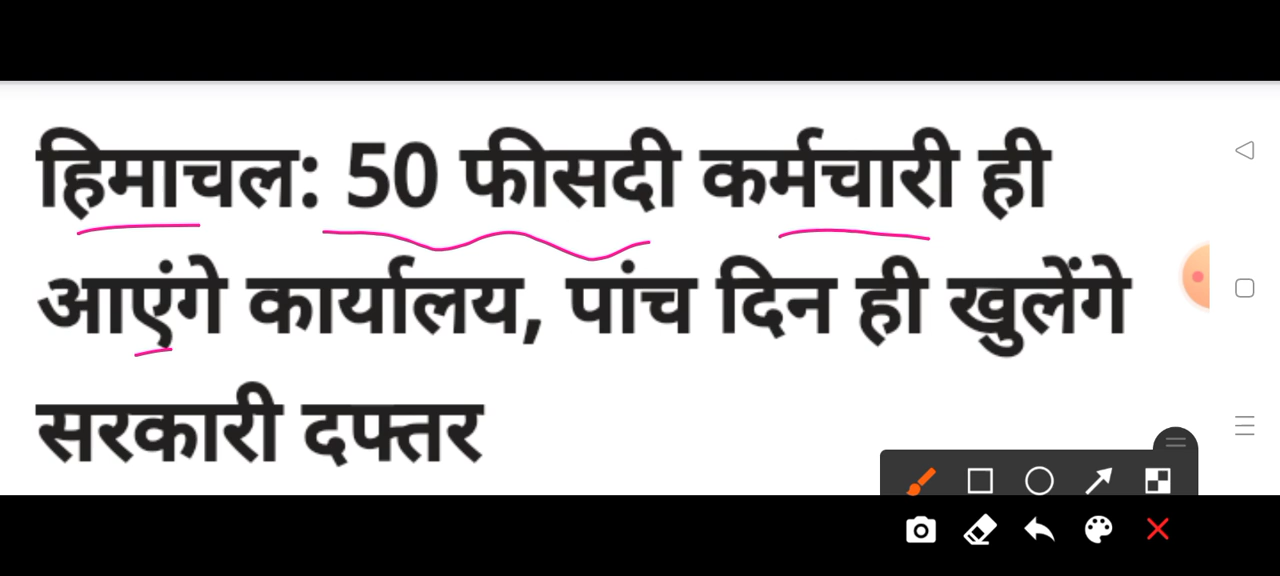 हिमाचल: 50 फीसदी कर्मचारी ही
आएंगे कार्यालय, पांच दिन ही खुलेंगे
सरकारी दफ्तर